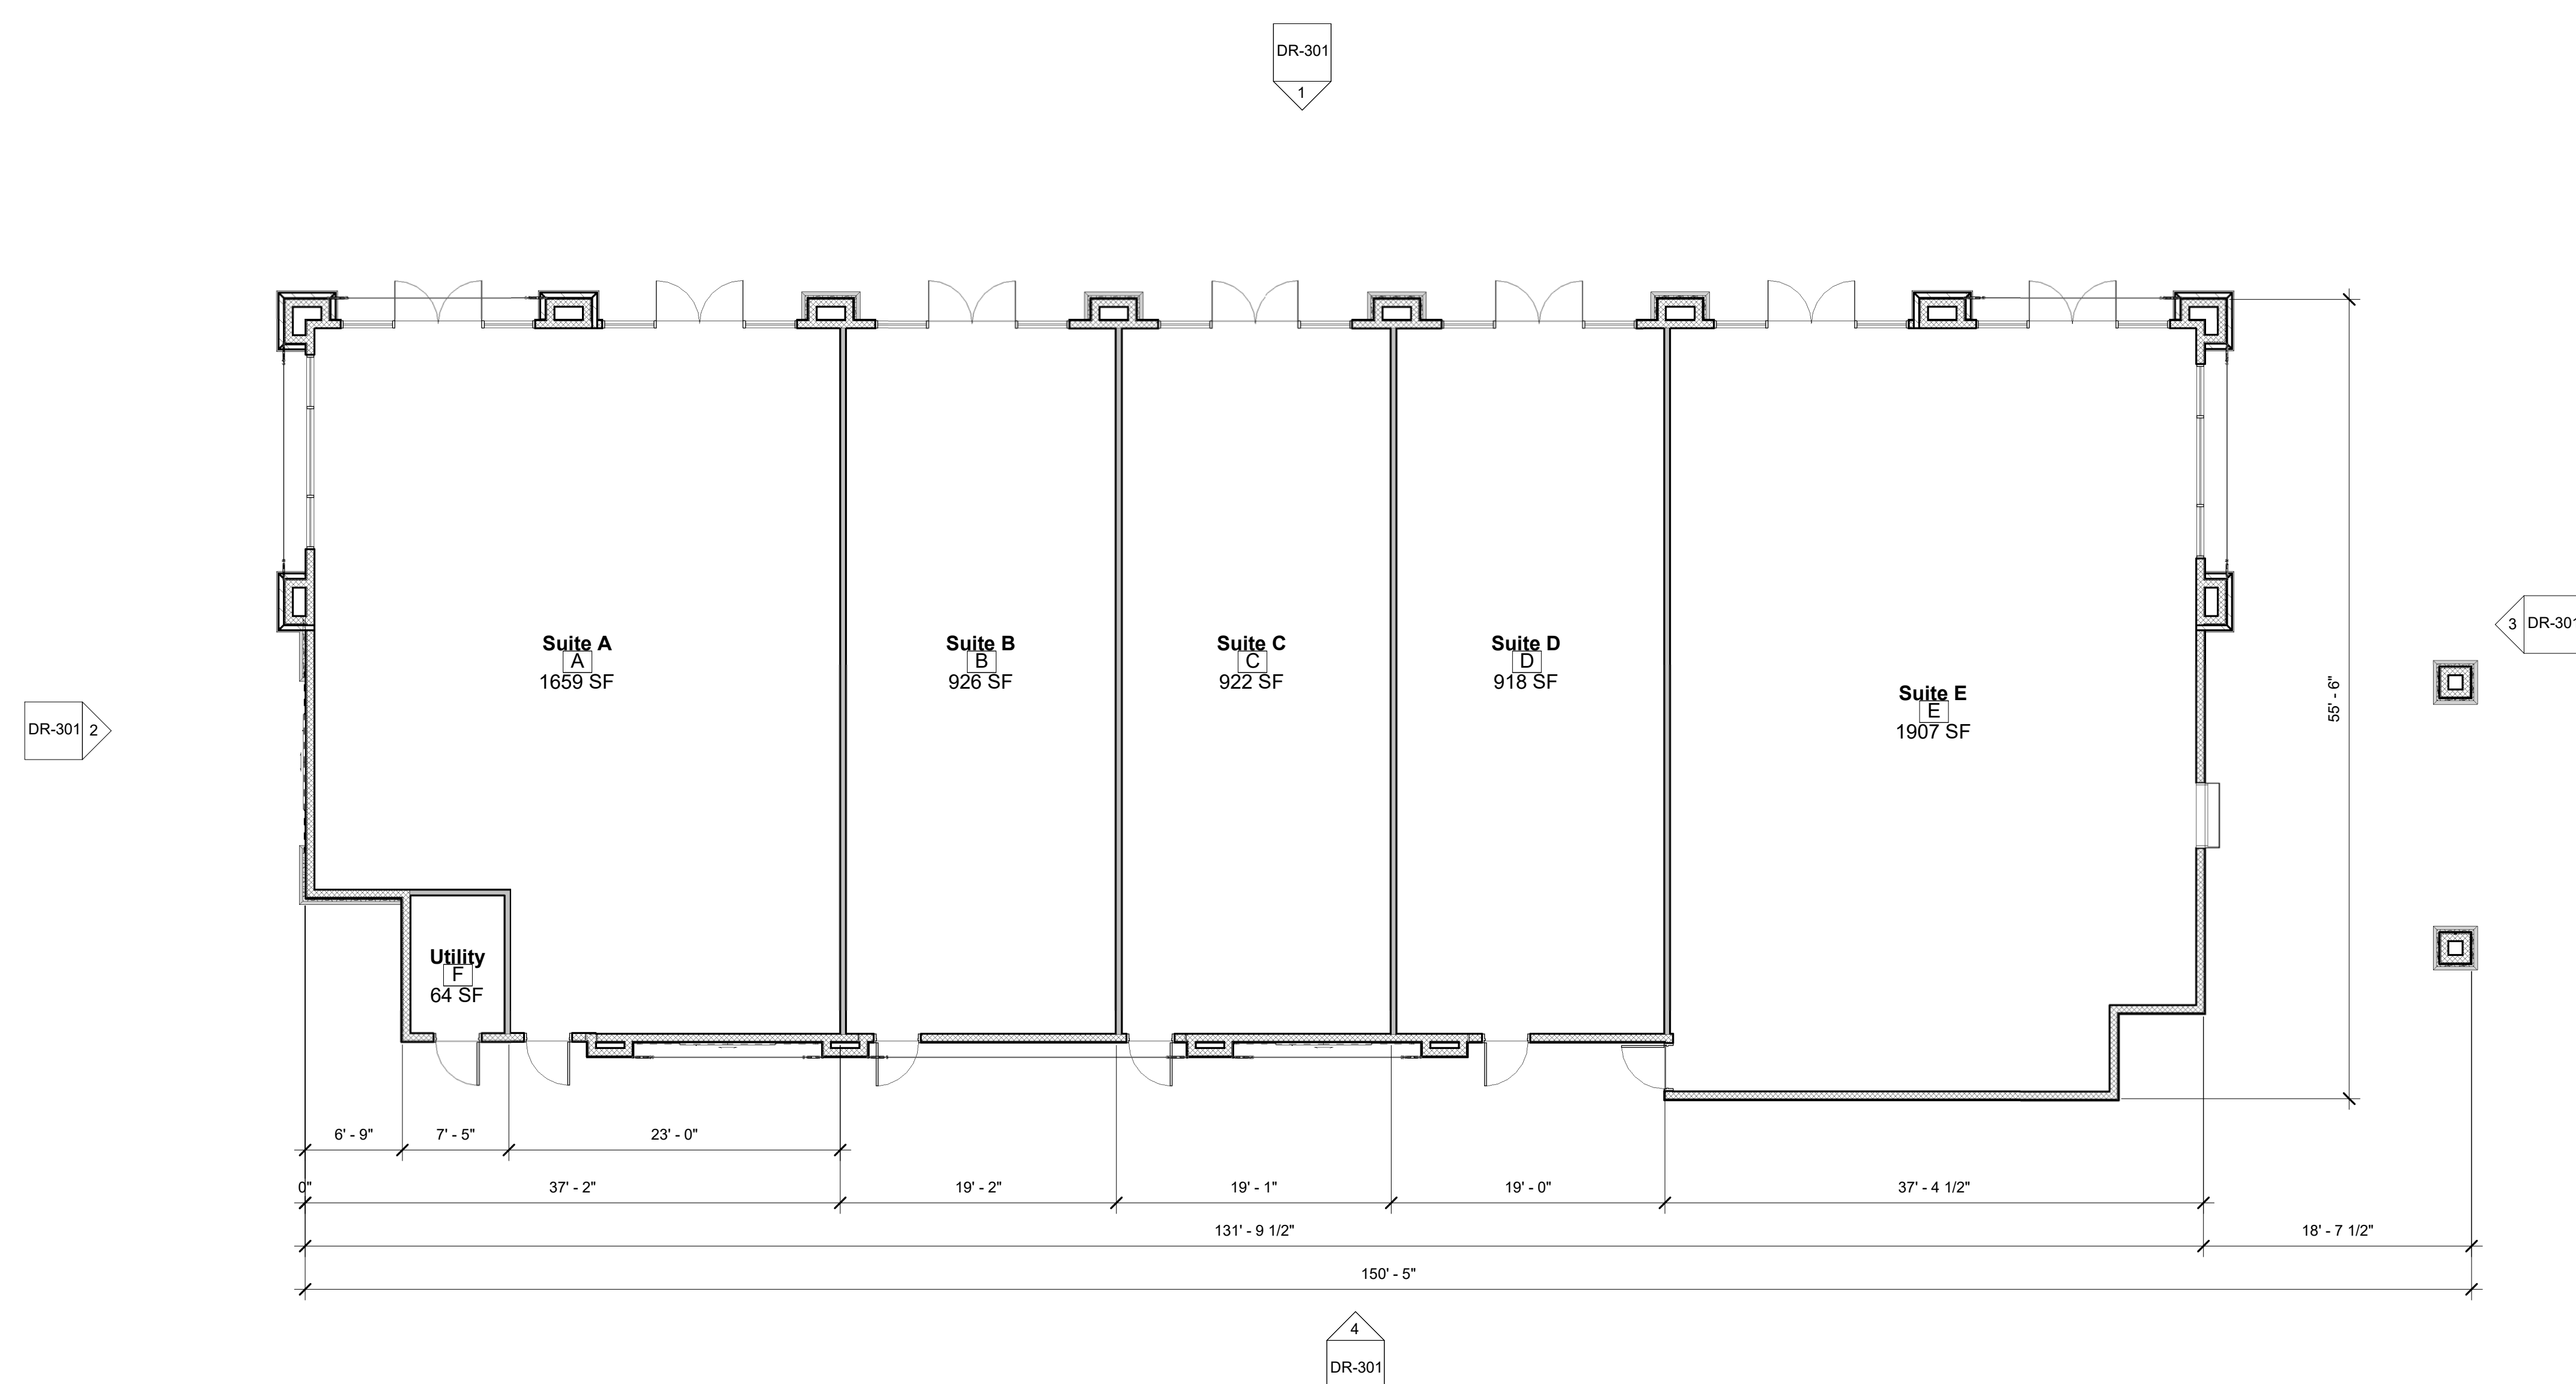 DR-301
1
Suite A
A
1659 SF
Suite B
B
926 SF
Suite C
C
922 SF
Suite D
D
918 SF
Suite E
E
1907 SF
55' - 6"
3
DR-301
DR-301
2
Utility
F
64 SF
6' - 9"
7' - 5"
23' - 0"
0"
37' - 2"
19' - 2"
19' - 1"
19' - 0"
37' - 4 1/2"
131' - 9 1/2"
18' - 7 1/2"
150' - 5"
4
DR-301